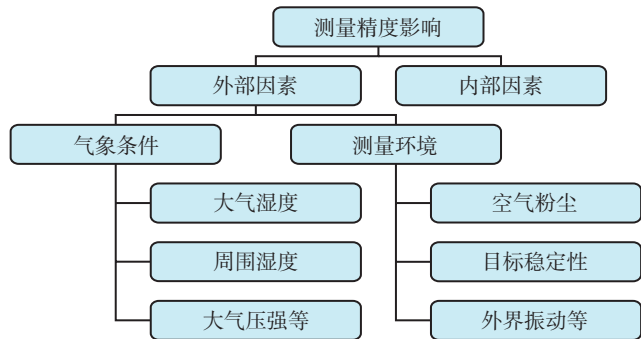 测量精度影响
外部因素
内部因素
气象条件
测量环境
大气湿度
空气粉尘
周围湿度
目标稳定性
大气压强等
外界振动等